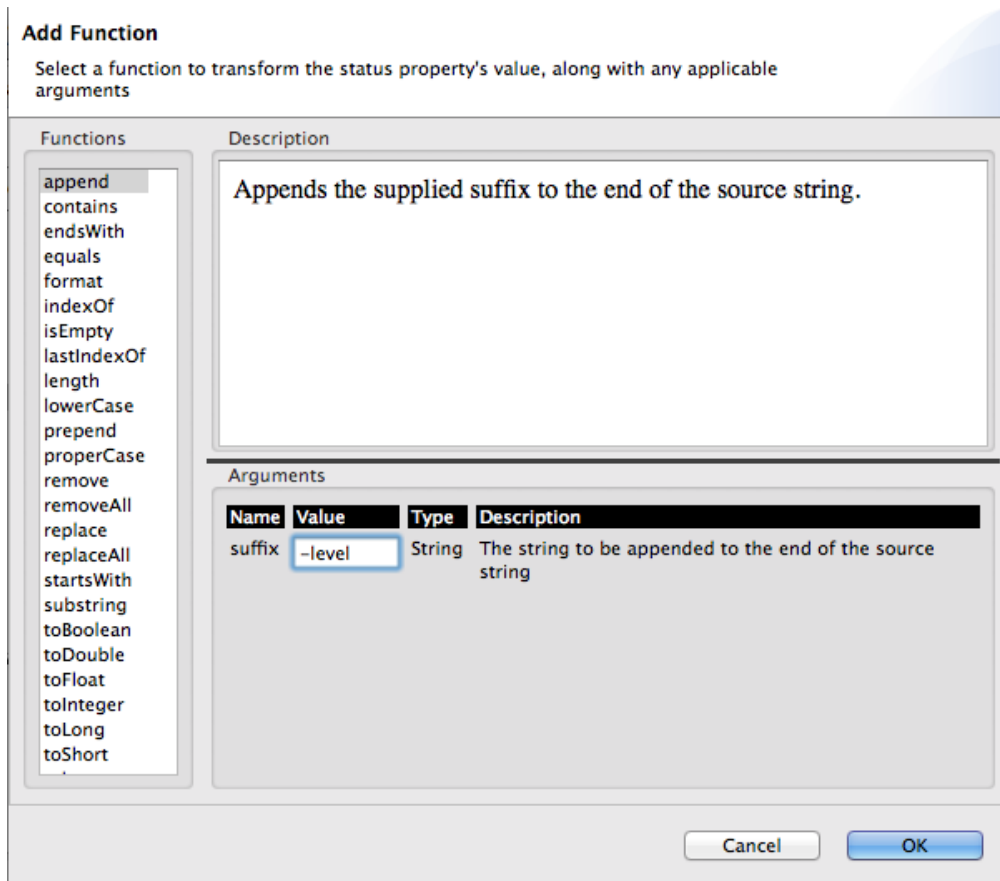 Add Function
Select a function to transform the status property's value, along with any applicable
arguments
Functions
append
contains
endsWith
equals
format
indexOf
isEmpty
lastIndexOf
length
lowerCase
prepend
properCase
remove
removeAll
replace
replaceAll
startsWith
substring
toBoolean
toDouble
toFloat
toInteger
toLong
toShort
Description
Appends the supplied suffix to the end of the source string.
Arguments
Name Value Type Description
suffix -level String The string to be appended to the end of the source
string
Cancel OK